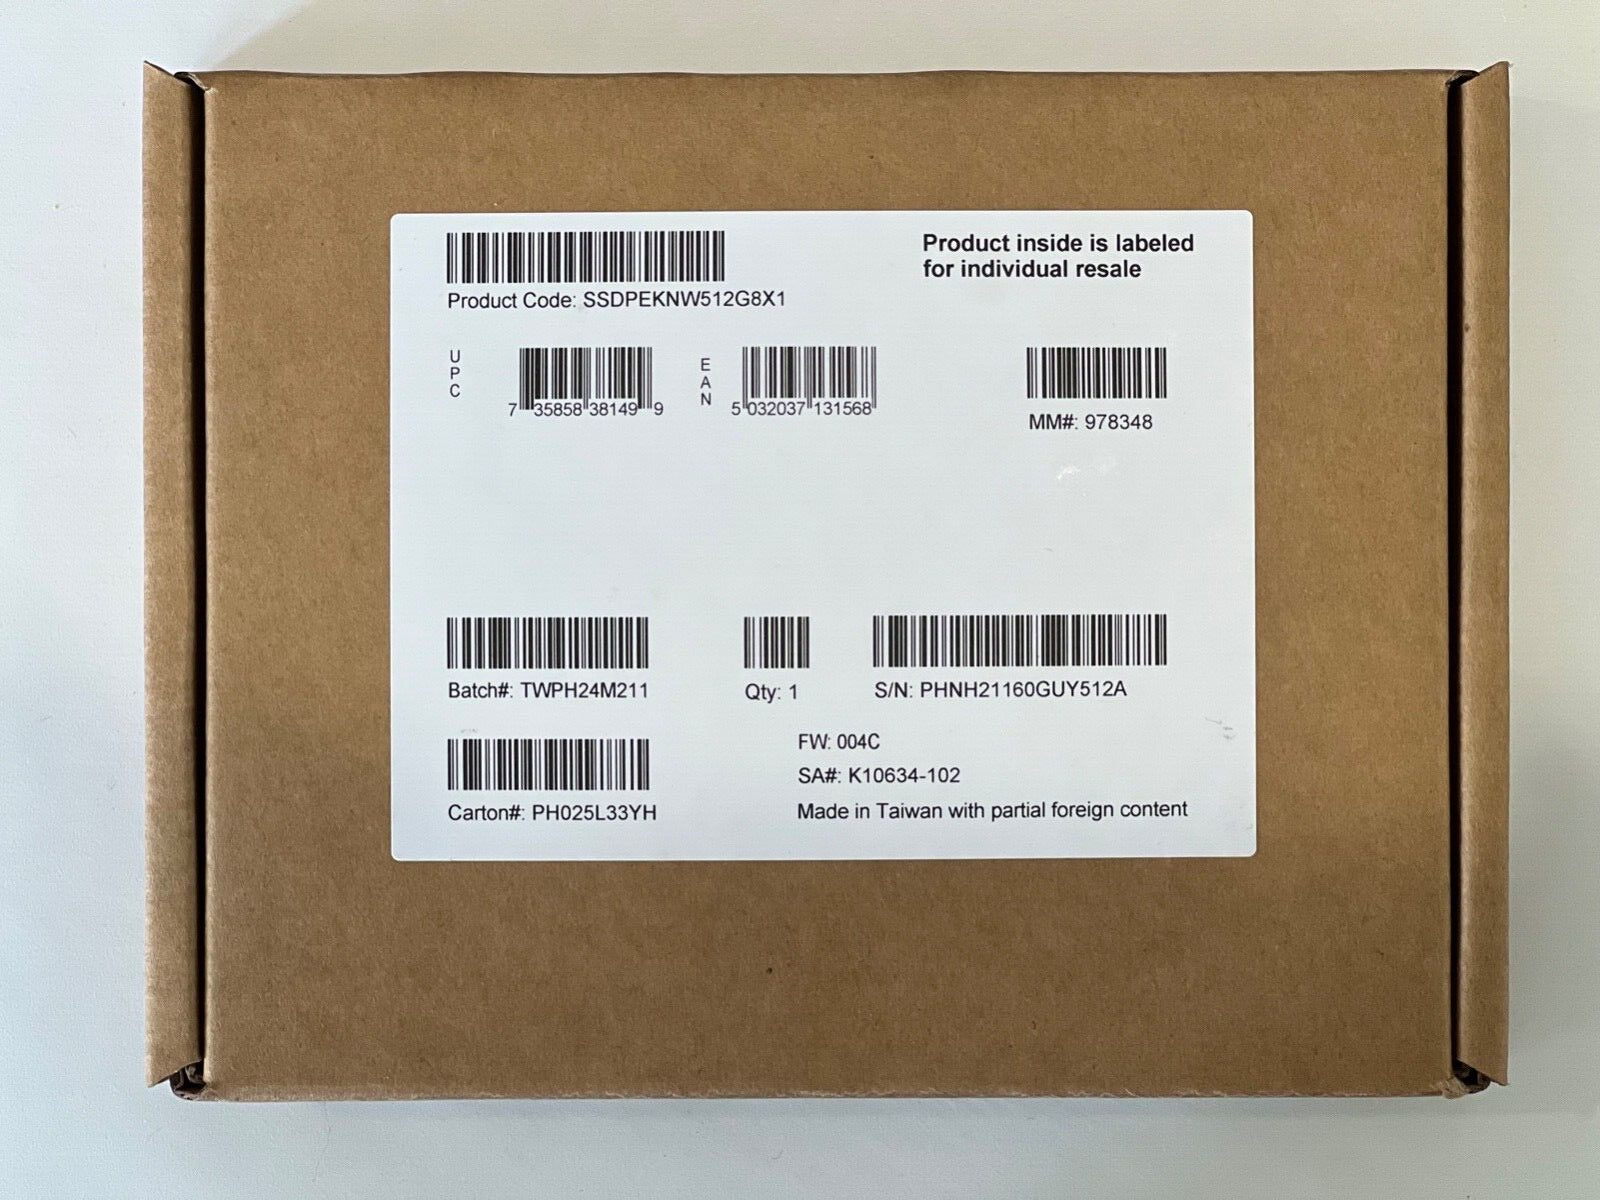 Product inside is labeled
for individual resale
Product Code: SSDPEKNW512G8X1
UPC
7 35858 38149 9
EAN
5 032037 131568
MM#: 978348
Batch#: TWPH24M211
Qty: 1
S/N: PHNH21160GUY512A
FW: 004C
SA#: K10634-102
Carton#: PH025L33YH
Made in Taiwan with partial foreign content